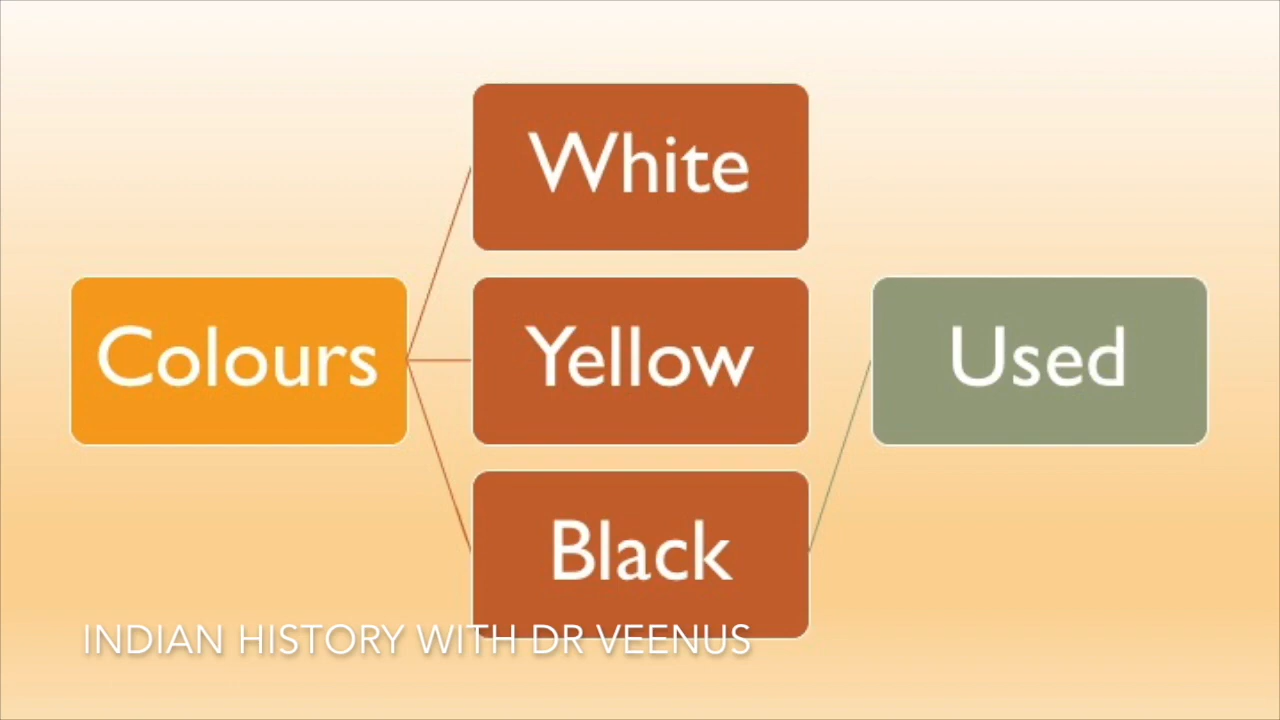 White
Colours
Yellow
Used
Black
INDIAN HISTORY WITH DR VEENUS